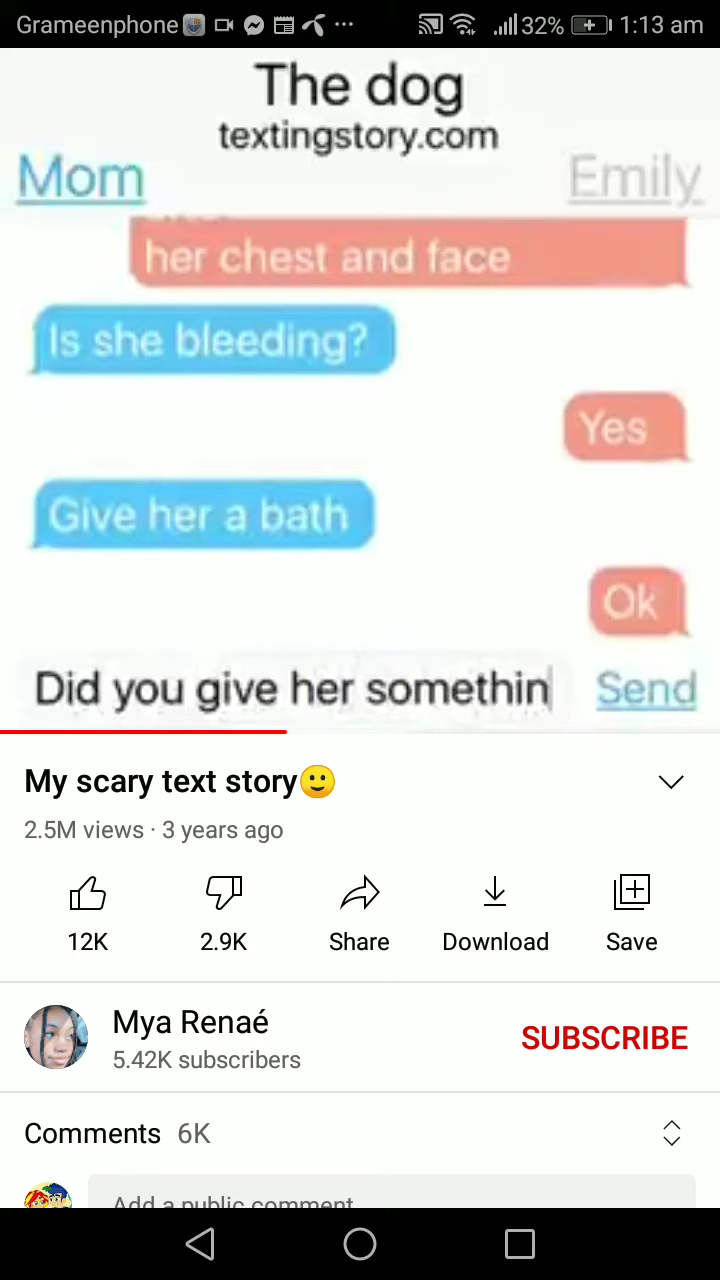 Grameenphone 32% 1:13 am
The dog
textingstory.com
Mom Emily
her chest and face
Is she bleeding?
Yes
Give her a bath
Ok
Did you give her somethin Send
My scary text story🙂
2.5M views · 3 years ago
12K 2.9K Share Download Save
Mya Renaé
5.42K subscribers
SUBSCRIBE
Comments 6K
Add a public comment